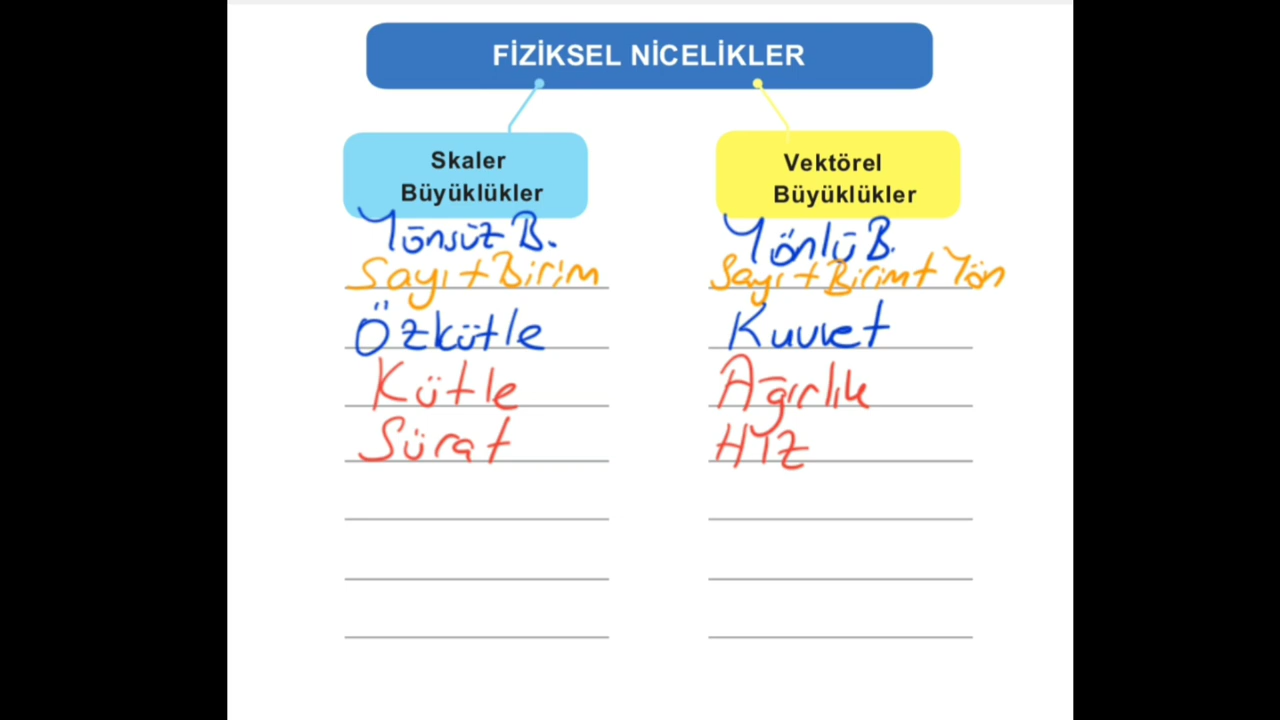 FİZİKSEL NİCELİKLER
Skaler
Büyüklükler
Yönsüz B.
Sayı + Birim
Özkütle
Kütle
Sürat
Vektörel
Büyüklükler
Yönlü B.
Sayı + Birim + Yön
Kuvvet
Ağırlık
HIZ